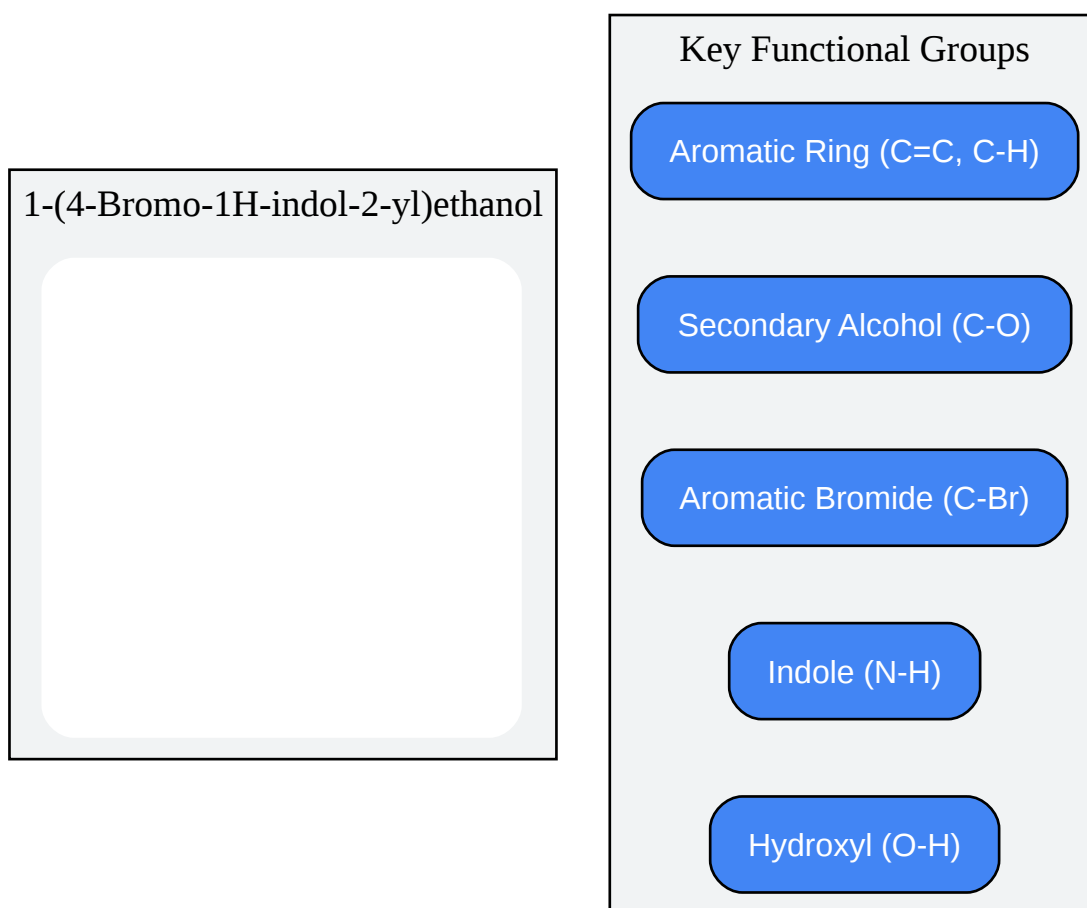 Key Functional Groups
Aromatic Ring (C=C, C-H)
1-(4-Bromo-1H-indol-2-yl)ethanol
Secondary Alcohol (C-O)
Aromatic Bromide (C-Br)
Indole (N-H)
Hydroxyl (O-H)